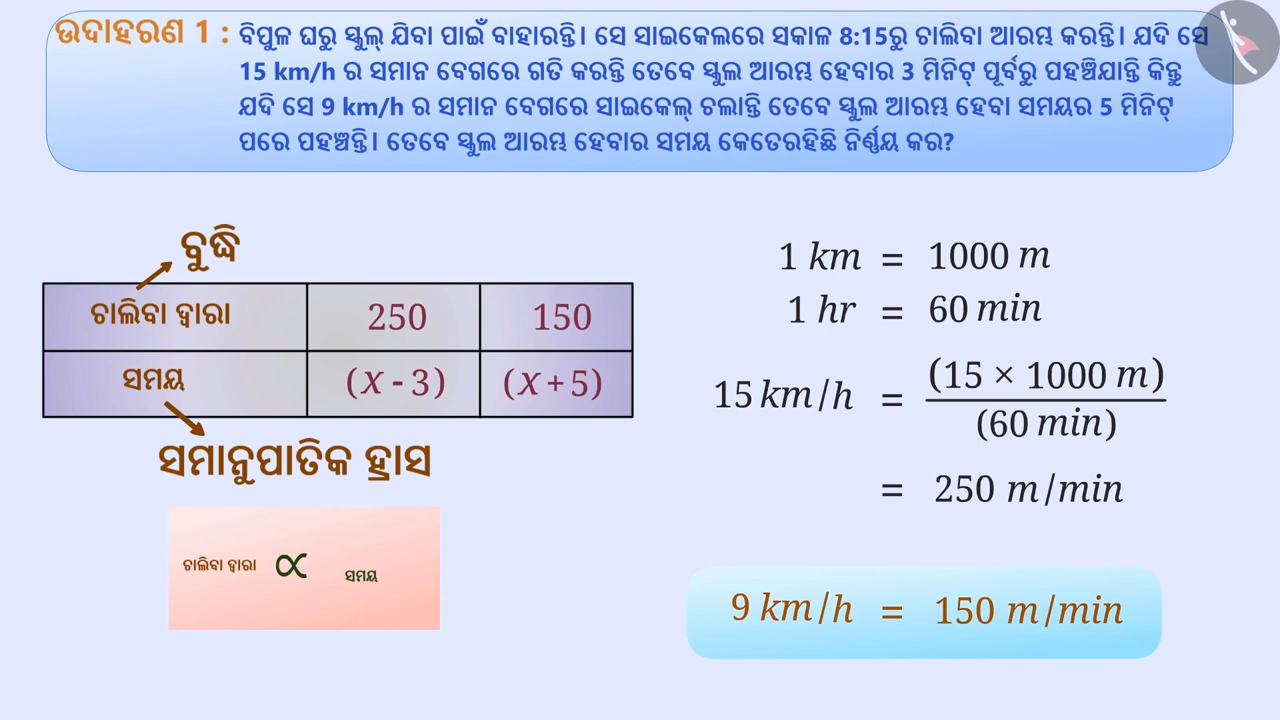 ଉଦାହରଣ 1 : ବିପୁଳ ଘରୁ ସ୍କୁଲ୍ ଯିବା ପାଇଁ ବାହାରନ୍ତି। ସେ ସାଇକେଲରେ ସକାଳ 8:15ରୁ ଚାଲିବା ଆରମ୍ଭ କରନ୍ତି। ଯଦି ସେ
15 km/h ର ସମାନ ବେଗରେ ଗତି କରନ୍ତି ତେବେ ସ୍କୁଲ ଆରମ୍ଭ ହେବାର 3 ମିନିଟ୍ ପୂର୍ବରୁ ପହଞ୍ଚିଯାନ୍ତି କିନ୍ତୁ
ଯଦି ସେ 9 km/h ର ସମାନ ବେଗରେ ସାଇକେଲ୍ ଚଲାନ୍ତି ତେବେ ସ୍କୁଲ ଆରମ୍ଭ ହେବା ସମୟର 5 ମିନିଟ୍
ପରେ ପହଞ୍ଚନ୍ତି। ତେବେ ସ୍କୁଲ ଆରମ୍ଭ ହେବାର ସମୟ କେତେରହିଛି ନିର୍ଣ୍ଣୟ କର?
ବୃଦ୍ଧି
ଚାଲିବା ଦ୍ୱାରା 250 150
ସମୟ (x - 3) (x + 5)
ସମାନୁପାତିକ ହ୍ରାସ
ଚାଲିବା ଦ୍ୱାରା ∝ ସମୟ
1 km = 1000 m
1 hr = 60 min
15 km/h = (15 × 1000 m)
(60 min)
= 250 m/min
9 km/h = 150 m/min